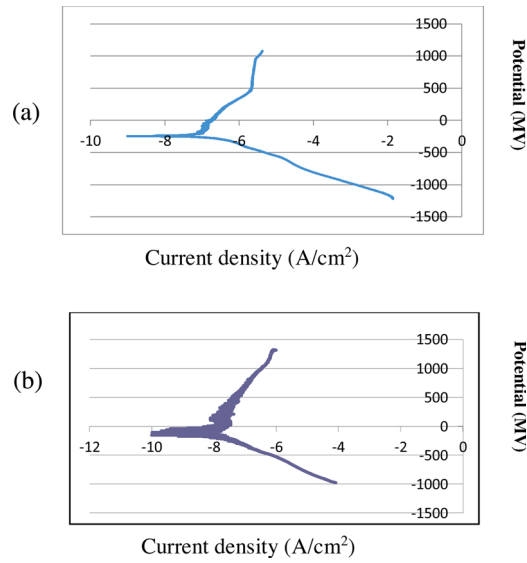 (a)
1500
1000
500
0
-500
-1000
-1500
-10 -8 -6 -4 -2 0
Potential (MV)
Current density (A/cm²)
(b)
1500
1000
500
0
-500
-1000
-1500
-12 -10 -8 -6 -4 -2 0
Potential (MV)
Current density (A/cm²)